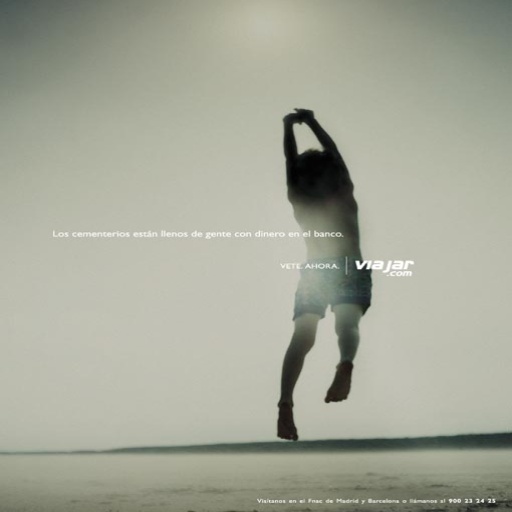 Los cementerios están llenos de gente con dinero en el banco.
VETE. AHORA. viajar.com
Visítanos en el Fnac de Madrid y Barcelona o llámanos al 900 23 24 25